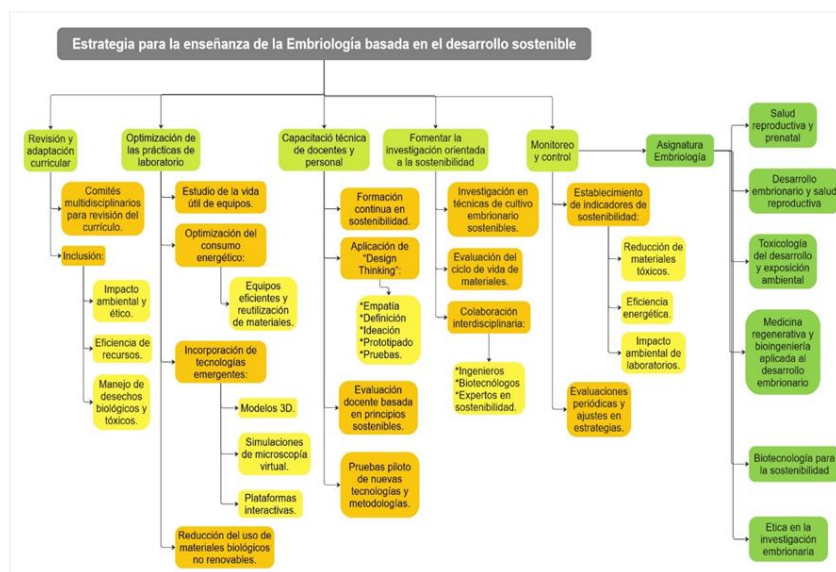 Estrategia para la enseñanza de la Embriología basada en el desarrollo sostenible
Revisión y
adaptación curricular
Comités
multidisciplinarios
para revisión del
currículo.
Inclusión:
Impacto
ambiental y
ético.
Eficiencia de
recursos.
Manejo de
desechos
biológicos y
tóxicos.
Optimización de
las prácticas de
laboratorio
Estudio de la vida
útil de equipos.
Optimización del
consumo
energético:
Equipos
eficientes y
reutilización
de materiales.
Incorporación de
tecnologías
emergentes:
Modelos 3D.
Simulaciones
de microscopía
virtual.
Plataformas
interactivas.
Reducción del uso de
materiales biológicos
no renovables.
Capacitació técnica
de docentes y
personal
Formación
continua en
sostenibilidad.
Aplicación de
“Design
Thinking”:
*Empatía
*Definición
*Ideación
*Prototipado
*Pruebas.
Evaluación
docente basada
en principios
sostenibles.
Pruebas piloto
de nuevas
tecnologías y
metodologías.
Fomentar la
investigación orientada
a la sostenibilidad
Investigación en
técnicas de cultivo
embrionario
sostenibles.
Evaluación del
ciclo de vida de
materiales.
Colaboración
interdisciplinaria:
*Ingenieros
*Biotecnólogos
*Expertos en
sostenibilidad.
Monitoreo
y control
Establecimiento
de indicadores de
sostenibilidad:
Reducción de
materiales
tóxicos.
Eficiencia
energética.
Impacto
ambiental de
laboratorios.
Evaluaciones
periódicas y
ajustes en
estrategias.
Asignatura
Embriología
Salud
reproductiva y
prenatal
Desarrollo
embrionario y salud
reproductiva
Toxicología
del desarrollo
y exposición
ambiental
Medicina
regenerativa y
bioingeniería
aplicada al
desarrollo
embrionario
Biotecnología para
la sostenibilidad
Etica en la
investigación
embrionaria